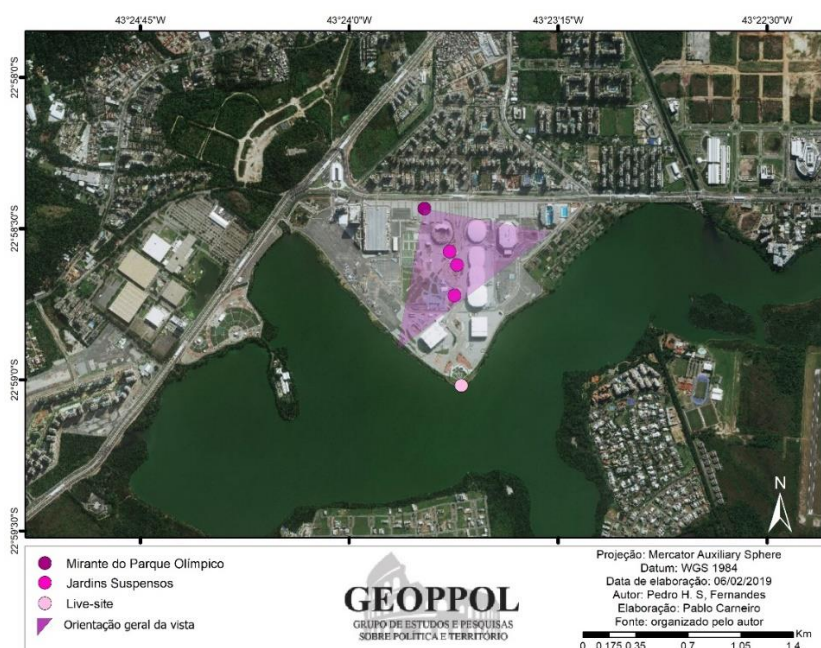 43°24'45"W 43°24'0"W 43°23'15"W 43°22'30"W
22°58'0"S
22°58'30"S
22°59'0"S
22°59'30"S
N
Mirante do Parque Olímpico
Jardins Suspensos
Live-site
Orientação geral da vista
GEOPPOL
GRUPO DE ESTUDOS E PESQUISAS
SOBRE POLÍTICA E TERRITÓRIO
Projeção: Mercator Auxiliary Sphere
Datum: WGS 1984
Data de elaboração: 06/02/2019
Autor: Pedro H. S, Fernandes
Elaboração: Pablo Carneiro
Fonte: organizado pelo autor
Km
0 0.175 0.35 0.7 1.05 1.4